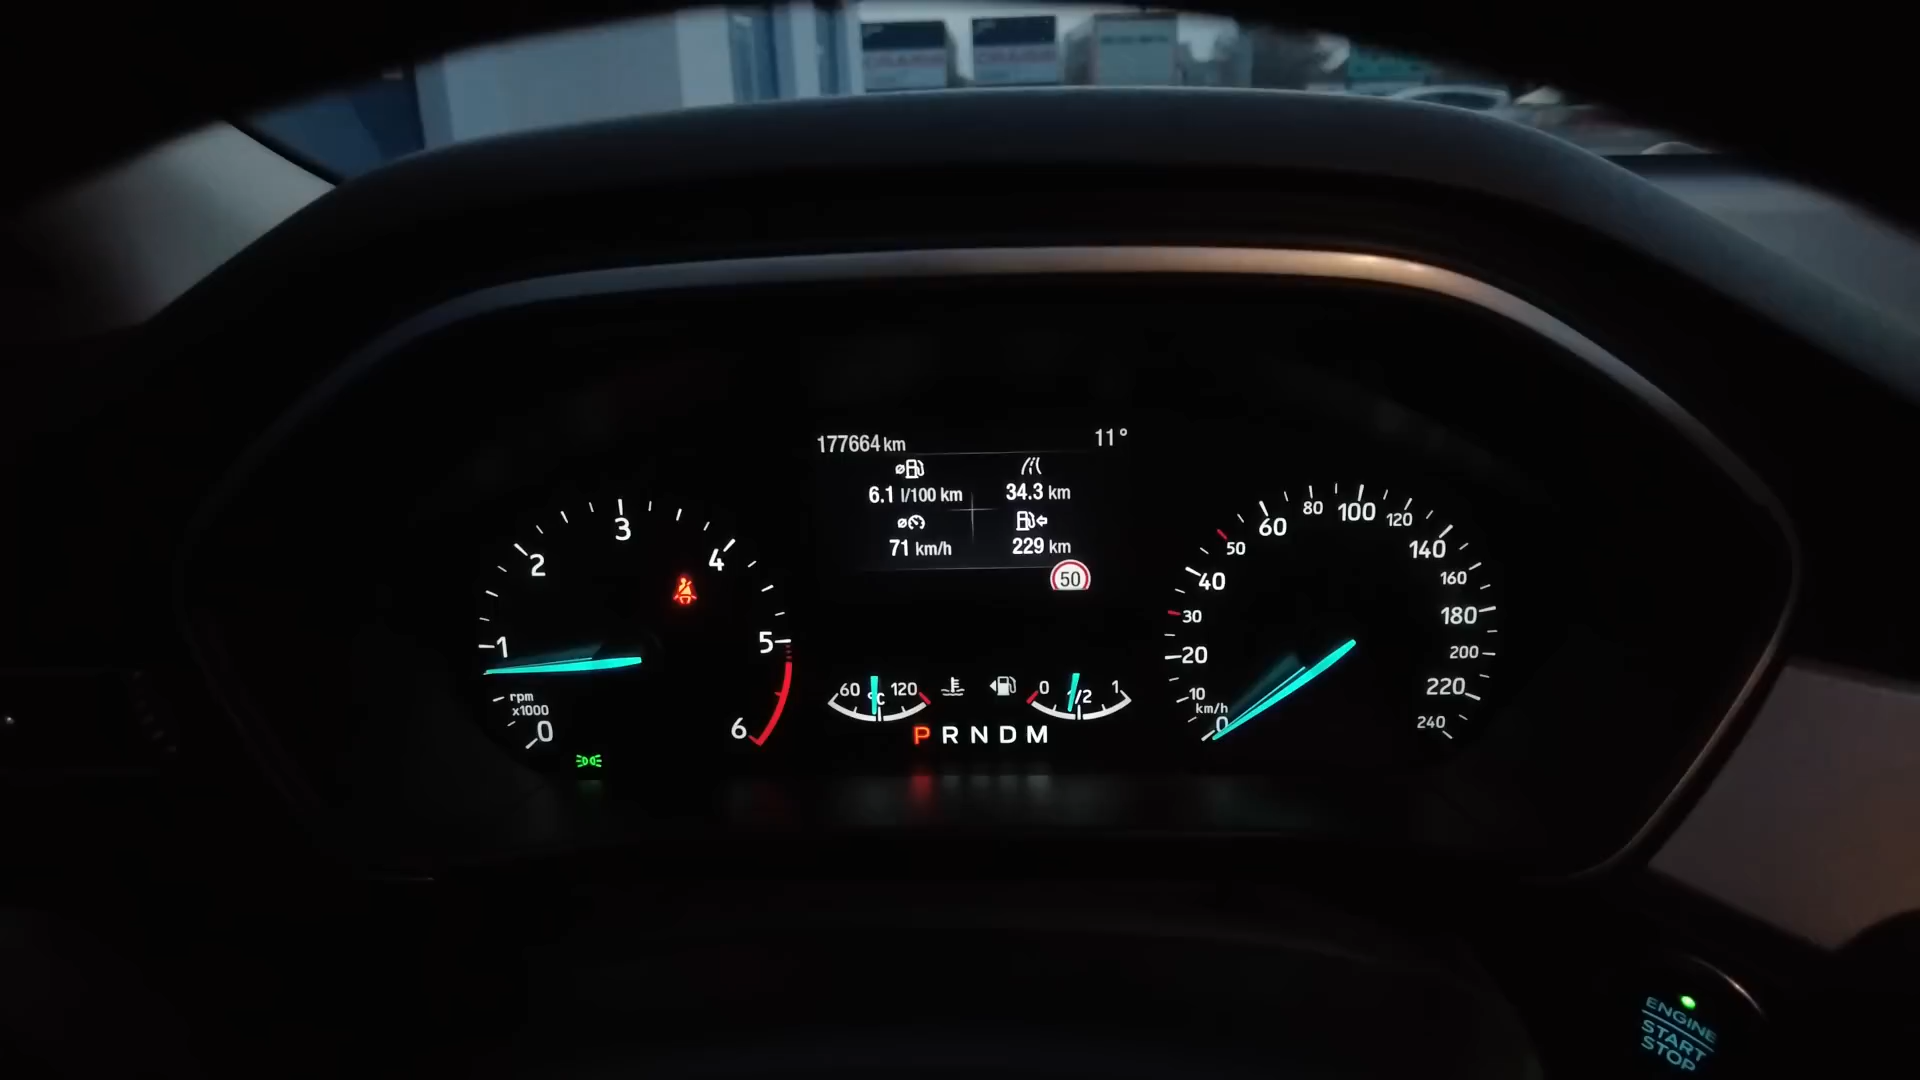 177664 km
11°
6.1 l/100 km
34.3 km
71 km/h
229 km
50
0
1
2
3
4
5
6
rpm
x1000
60
°C
120
0
1/2
1
P R N D M
0
10
20
30
40
50
60
80
100
120
140
160
180
200
220
240
km/h
ENGINE
START
STOP